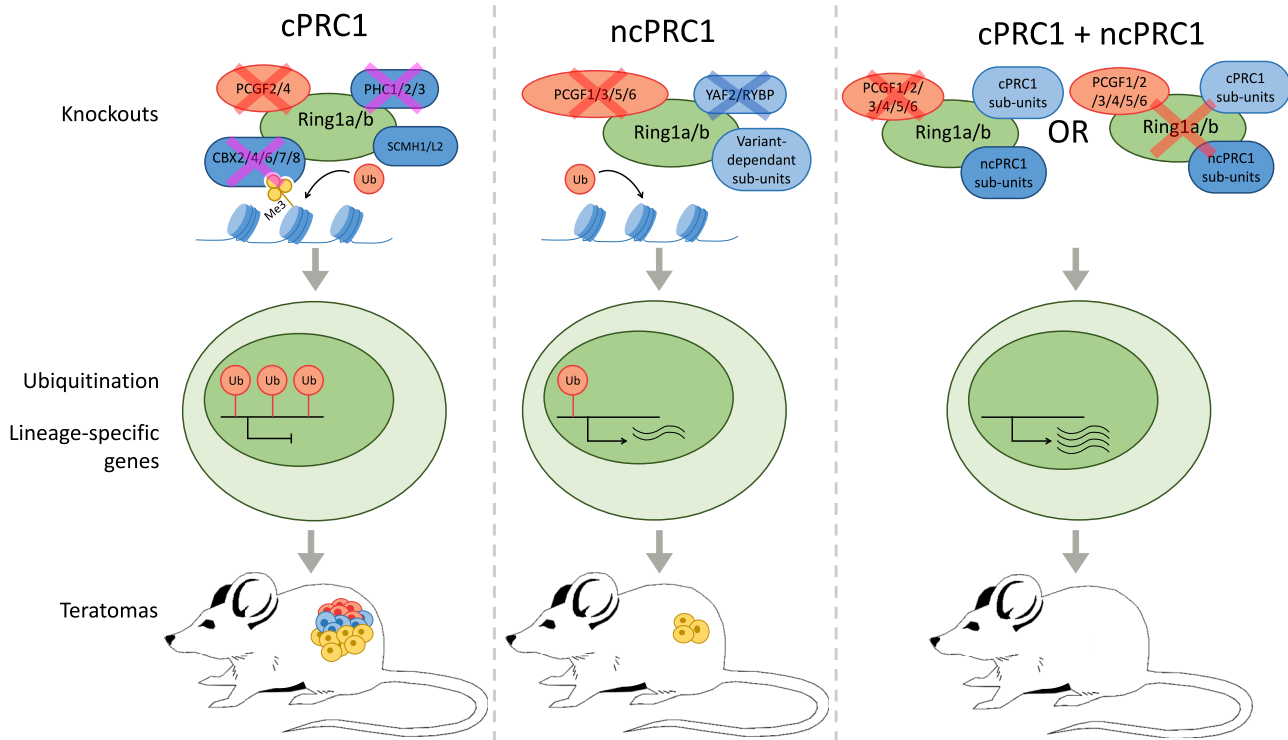 cPRC1
ncPRC1
cPRC1 + ncPRC1
Knockouts
PCGF2/4
PHC1/2/3
Ring1a/b
CBX2/4/6/7/8
SCMH1/L2
Ub
Me3
PCGF1/3/5/6
YAF2/RYBP
Ring1a/b
Variant-
dependant
sub-units
Ub
PCGF1/2/
3/4/5/6
cPRC1
sub-units
Ring1a/b
ncPRC1
sub-units
OR
PCGF1/2
/3/4/5/6
cPRC1
sub-units
Ring1a/b
ncPRC1
sub-units
Ubiquitination
Ub Ub Ub
Ub
Lineage-specific
genes
Teratomas